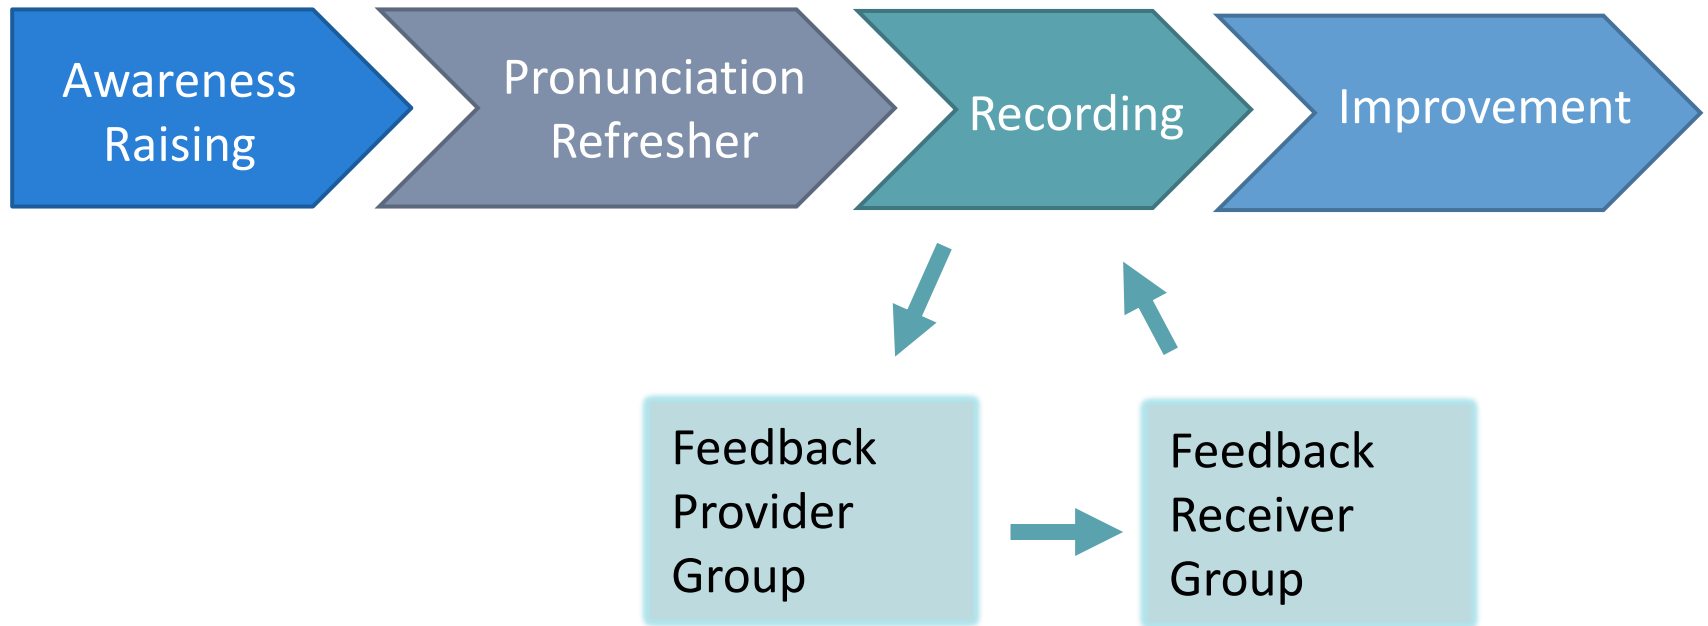 Awareness
Raising
Pronunciation
Refresher
Recording
Improvement
Feedback
Provider
Group
Feedback
Receiver
Group